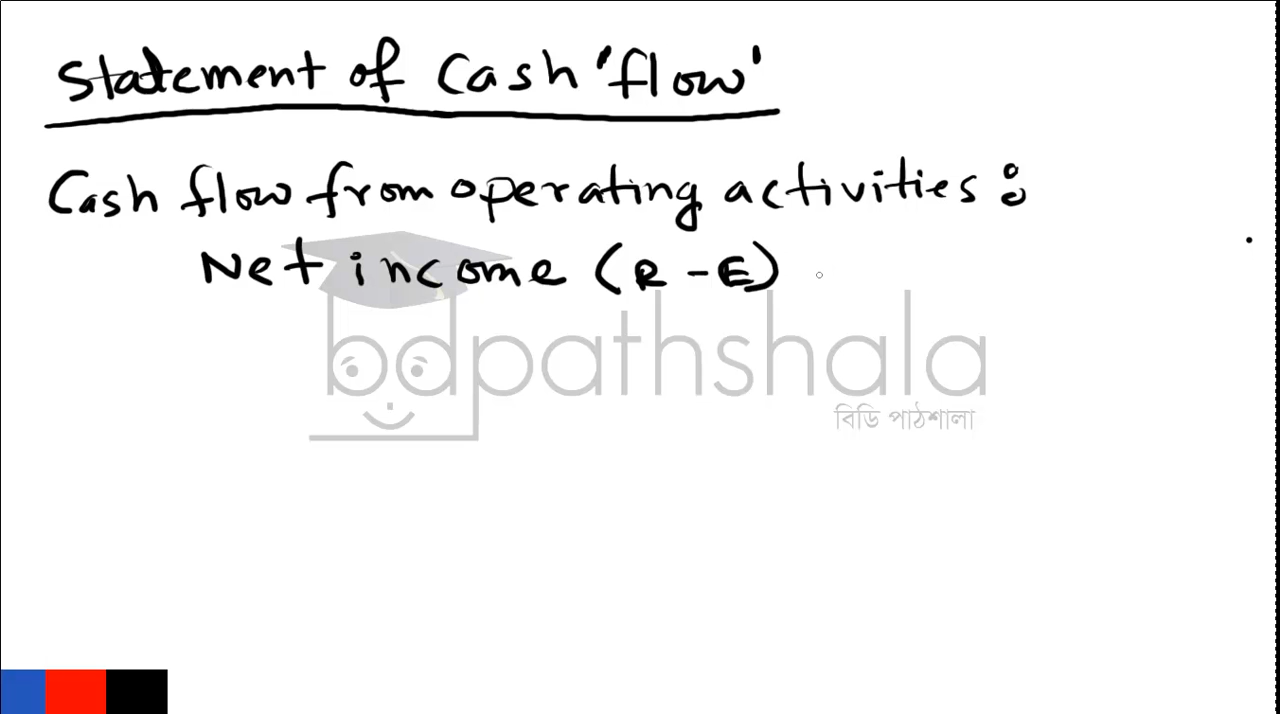 Statement of Cash 'flow'
Cash flow from operating activities :
Net income (R - E)
bdpathshala
বিডি পাঠশালা